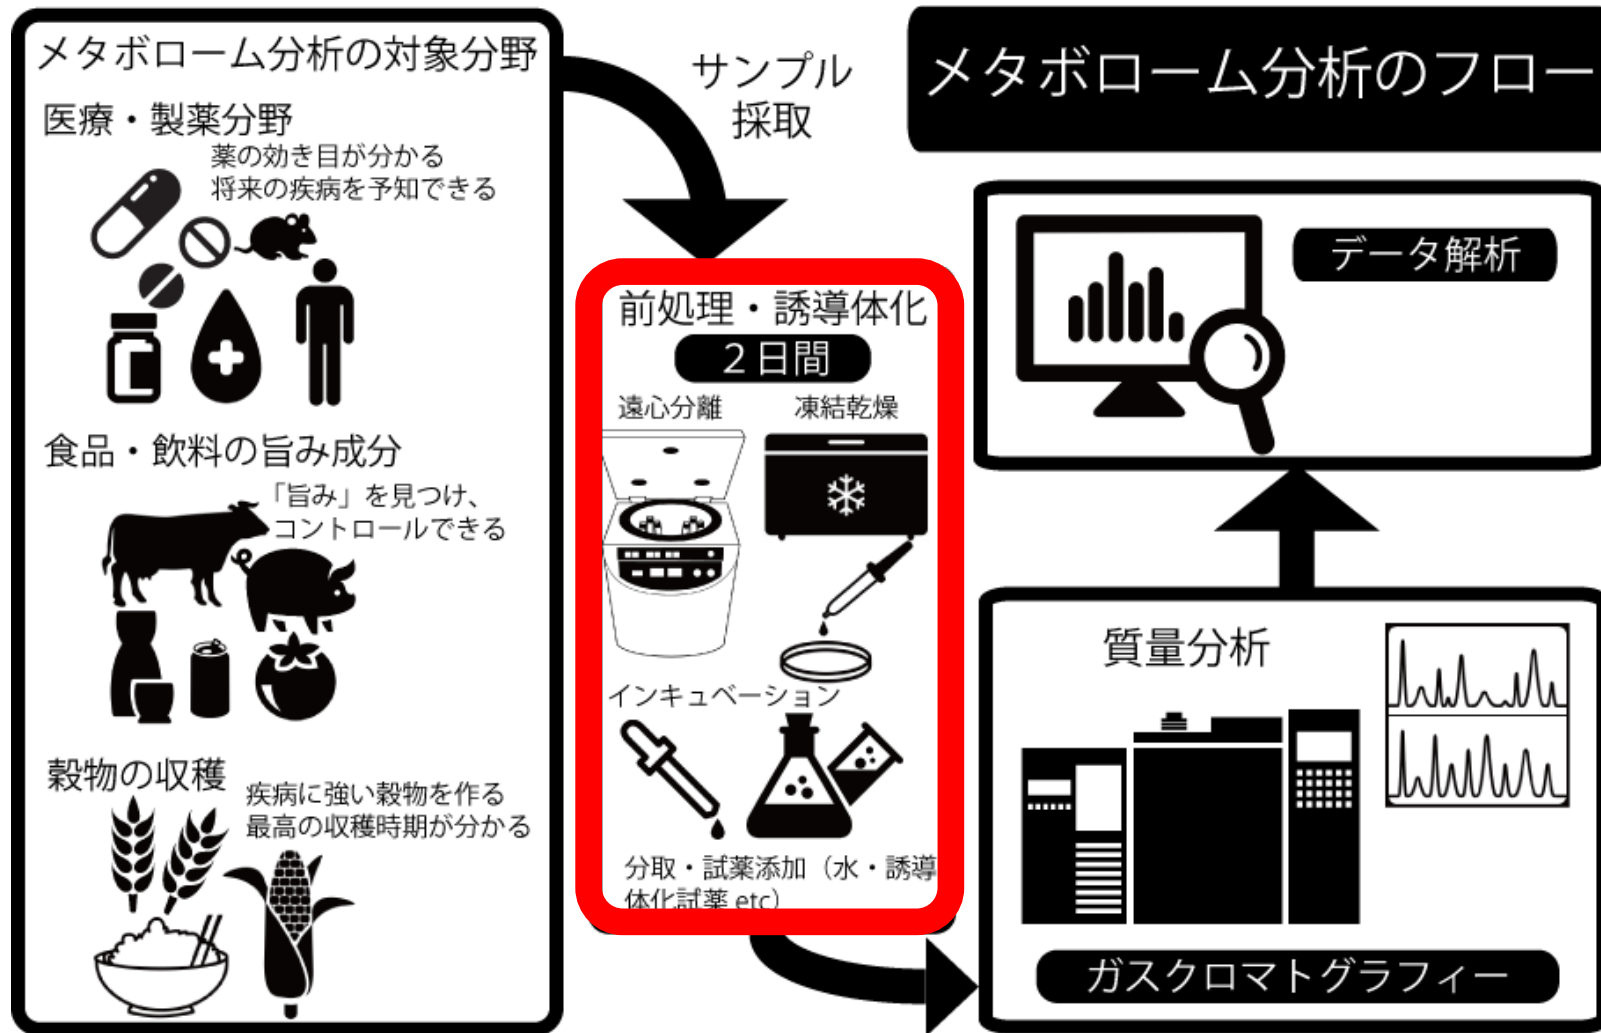 メタボローム分析のフロー
メタボローム分析の対象分野
医療・製薬分野
薬の効き目が分かる
将来の疾病を予知できる
食品・飲料の旨み成分
「旨み」を見つけ、
コントロールできる
穀物の収穫
疾病に強い穀物を作る
最高の収穫時期が分かる
サンプル
採取
前処理・誘導体化
２日間
遠心分離
凍結乾燥
インキュベーション
分取・試薬添加（水・誘導
体化試薬 etc）
質量分析
ガスクロマトグラフィー
データ解析